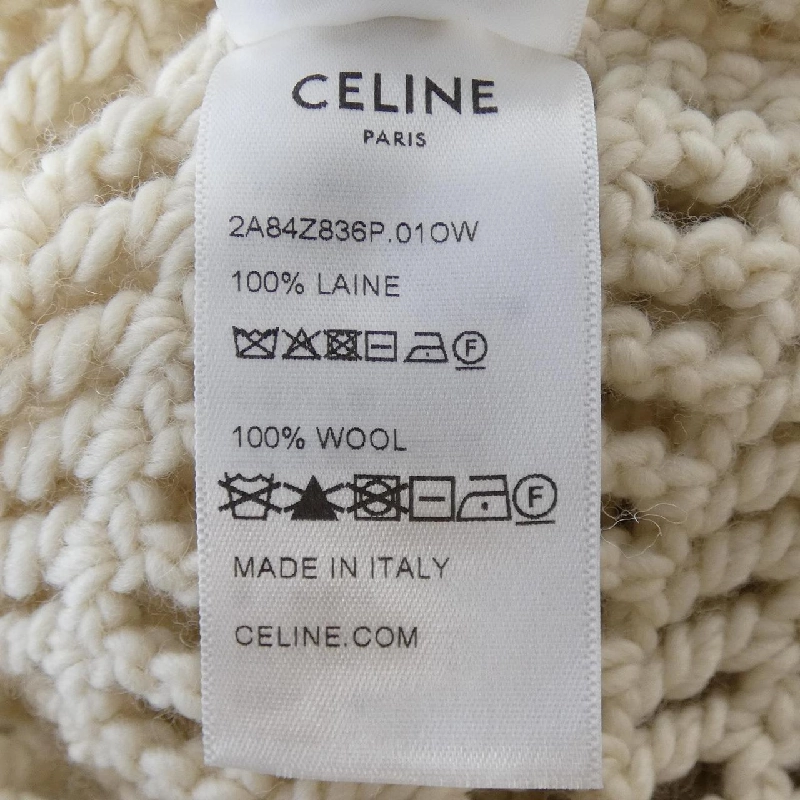 CELINE
PARIS
2A84Z836P.01OW
100% LAINE
F
100% WOOL
F
MADE IN ITALY
CELINE.COM